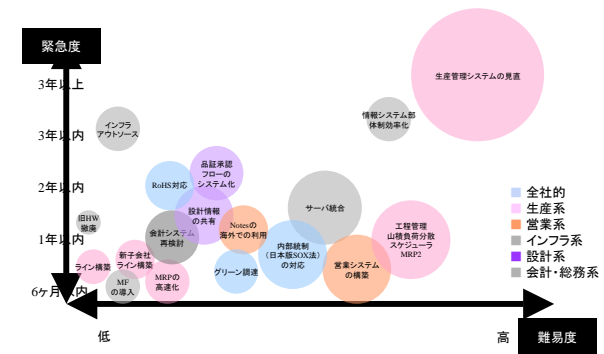 緊急度
3年以上
3年以内
2年以内
1年以内
6ヶ月以内
生産管理システムの見直
情報システム部
体制効率化
インフラ
アウトソース
品証承認
フローの
システム化
RoHS対応
サーバ統合
設計情報
の共有
旧HW
撤廃
Notesの
海外での利用
工程管理
山積負荷分散
スケジューラ
MRP2
会計システム
再検討
内部統制
(日本版SOX法)
の対応
新子会社
ライン構築
ライン構築
グリーン調達
営業システム
の構築
MF
の導入
MRPの
高速化
全社的
生産系
営業系
インフラ系
設計系
会計・総務系
低
高
難易度